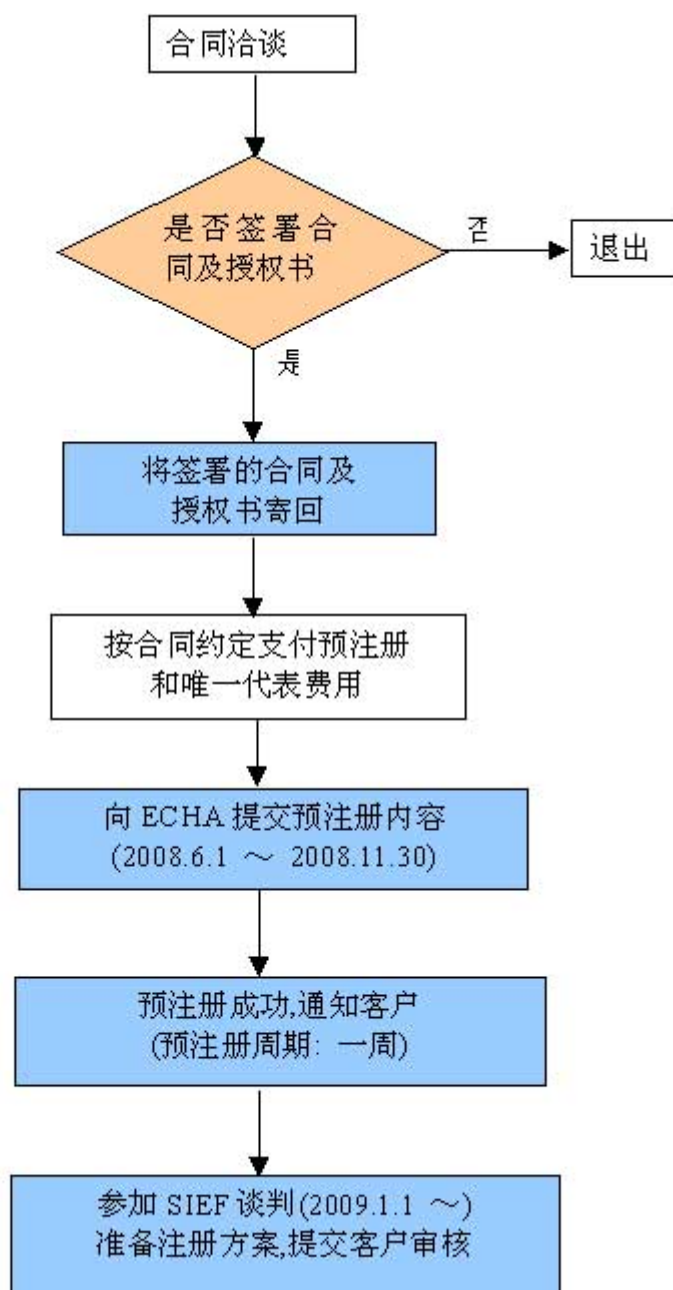 合同洽谈
是否签署合
同及授权书
否
退出
是
将签署的合同及
授权书寄回
按合同约定支付预注册
和唯一代表费用
向 ECHA 提交预注册内容
(2008.6.1 ～ 2008.11.30)
预注册成功,通知客户
(预注册周期: 一周)
参加 SIEF 谈判(2009.1.1 ～)
准备注册方案,提交客户审核